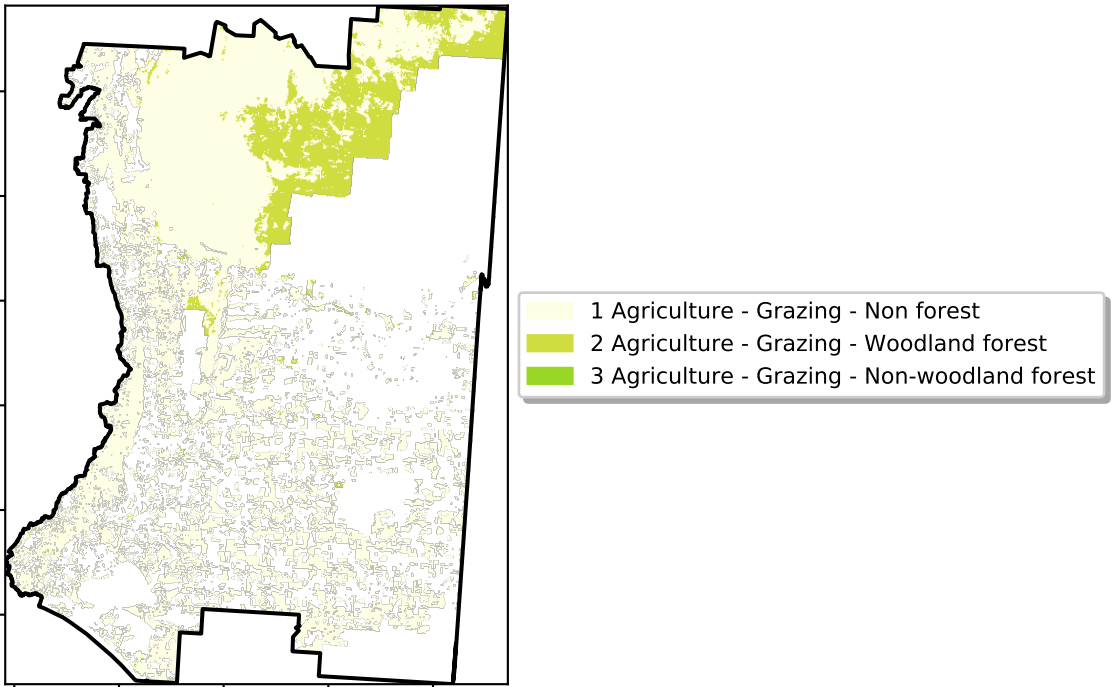 1 Agriculture - Grazing - Non forest
2 Agriculture - Grazing - Woodland forest
3 Agriculture - Grazing - Non-woodland forest